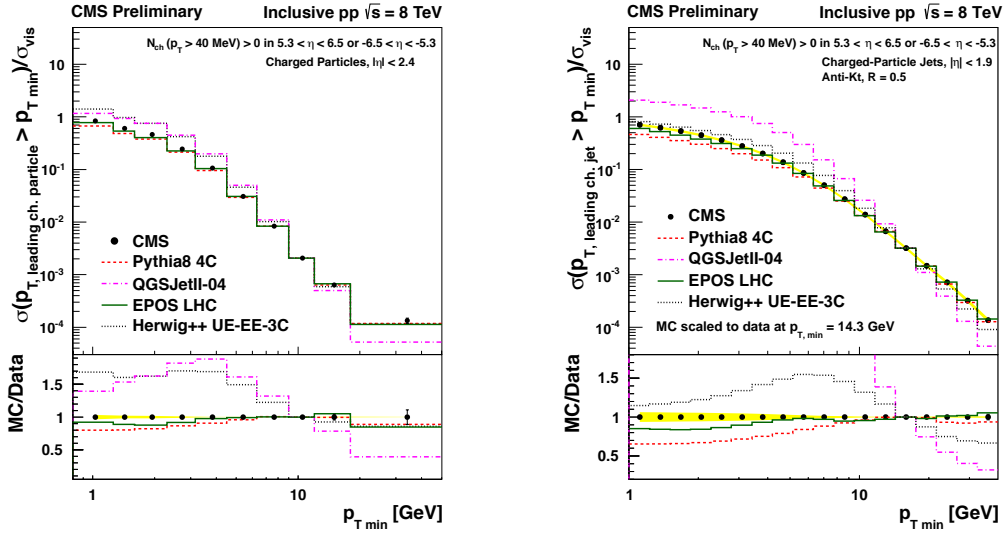 CMS Preliminary
Inclusive pp √s = 8 TeV
N_ch (p_T > 40 MeV) > 0 in 5.3 < η < 6.5 or -6.5 < η < -5.3
Charged Particles, |η| < 2.4
σ(p_T, leading ch. particle > p_T min)/σ_vis
10
1
10^-1
10^-2
10^-3
10^-4
CMS
Pythia8 4C
QGSJetII-04
EPOS LHC
Herwig++ UE-EE-3C
MC/Data
1.5
1
0.5
1
10
p_T min [GeV]
CMS Preliminary
Inclusive pp √s = 8 TeV
N_ch (p_T > 40 MeV) > 0 in 5.3 < η < 6.5 or -6.5 < η < -5.3
Charged-Particle Jets, |η| < 1.9
Anti-Kt, R = 0.5
σ(p_T, leading ch. jet > p_T min)/σ_vis
10
1
10^-1
10^-2
10^-3
10^-4
CMS
Pythia8 4C
QGSJetII-04
EPOS LHC
Herwig++ UE-EE-3C
MC scaled to data at p_T, min = 14.3 GeV
MC/Data
1.5
1
0.5
1
10
p_T min [GeV]